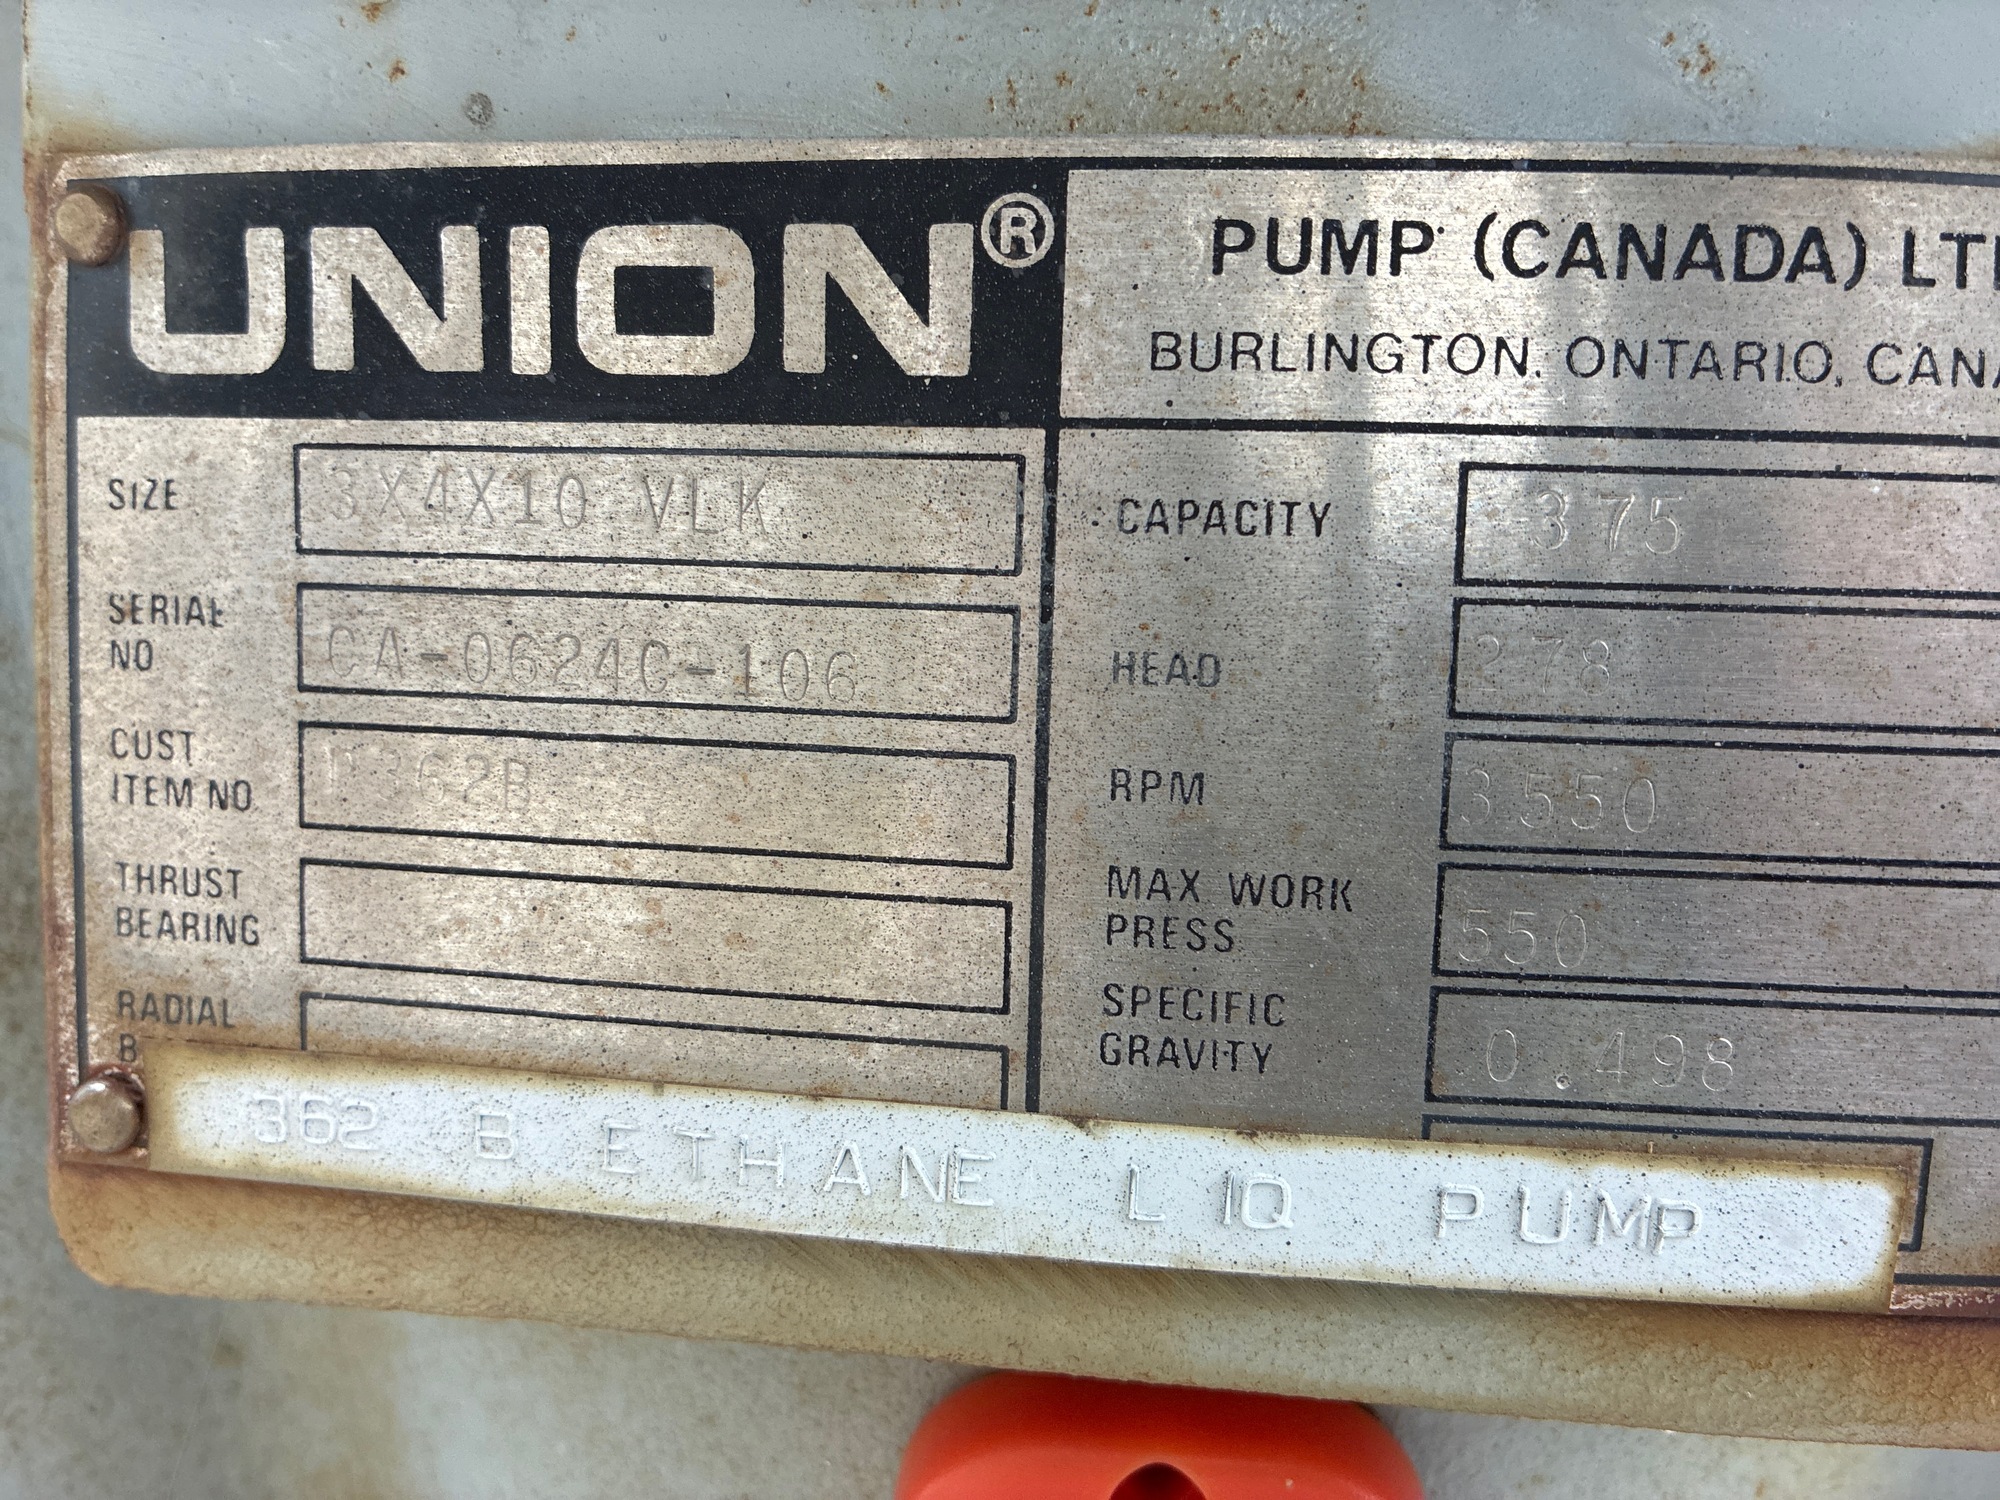 UNION®
PUMP (CANADA) LT
BURLINGTON, ONTARIO, CAN
SIZE 3X4X10 VLK
SERIAL NO CA-0624C-106
CUST ITEM NO P362B
THRUST BEARING
RADIAL
CAPACITY 375
HEAD 278
RPM 3550
MAX WORK PRESS 550
SPECIFIC GRAVITY 0.498
362 B ETHANE LIQ PUMP